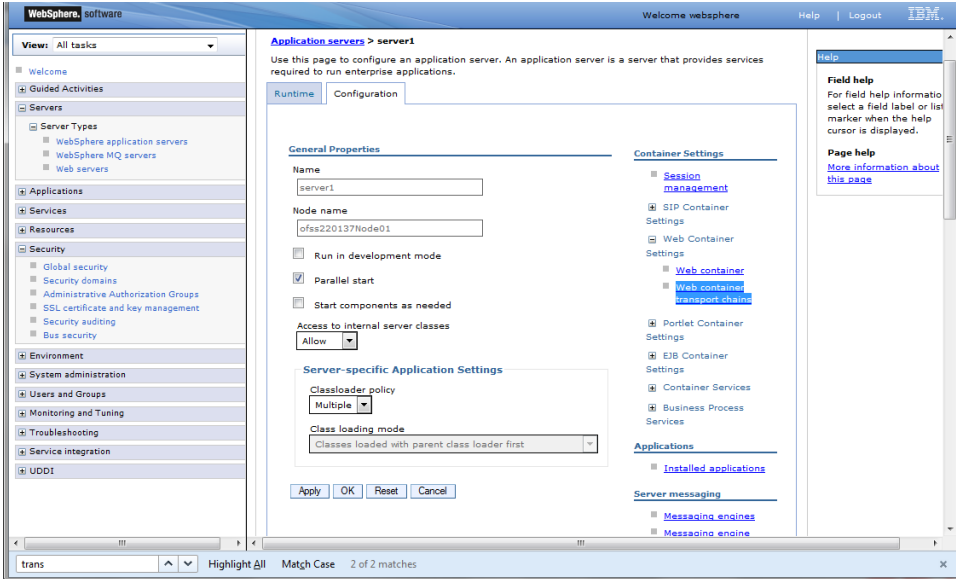 WebSphere. software
Welcome websphere
Help | Logout
IBM.
View: All tasks
Welcome
Guided Activities
Servers
Server Types
WebSphere application servers
WebSphere MQ servers
Web servers
Applications
Services
Resources
Security
Global security
Security domains
Administrative Authorization Groups
SSL certificate and key management
Security auditing
Bus security
Environment
System administration
Users and Groups
Monitoring and Tuning
Troubleshooting
Service integration
UDDI
Application servers > server1
Use this page to configure an application server. An application server is a server that provides services
required to run enterprise applications.
Runtime
Configuration
General Properties
Name
server1
Node name
ofss220137Node01
Run in development mode
Parallel start
Start components as needed
Access to internal server classes
Allow
Server-specific Application Settings
Classloader policy
Multiple
Class loading mode
Classes loaded with parent class loader first
Apply
OK
Reset
Cancel
Container Settings
Session
management
SIP Container
Settings
Web Container
Settings
Web container
Web container
transport chains
Portlet Container
Settings
EJB Container
Settings
Container Services
Business Process
Services
Applications
Installed applications
Server messaging
Messaging engines
Messaging engine
Help
Field help
For field help informatio
select a field label or list
marker when the help
cursor is displayed.
Page help
More information about
this page
trans
Highlight All
Match Case
2 of 2 matches